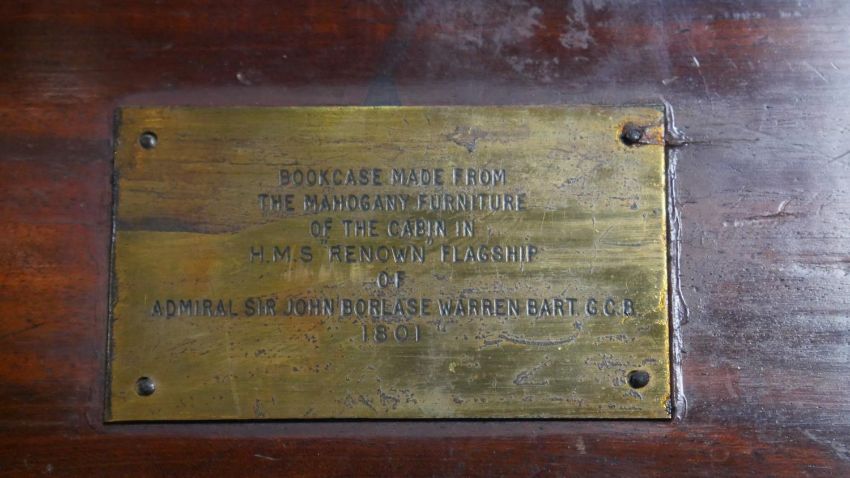 BOOKCASE MADE FROM
THE MAHOGANY FURNITURE
OF THE CABIN IN
H.M.S "RENOWN" FLAGSHIP
OF
ADMIRAL SIR JOHN BORLASE WARREN BART. G.C.B.
1801